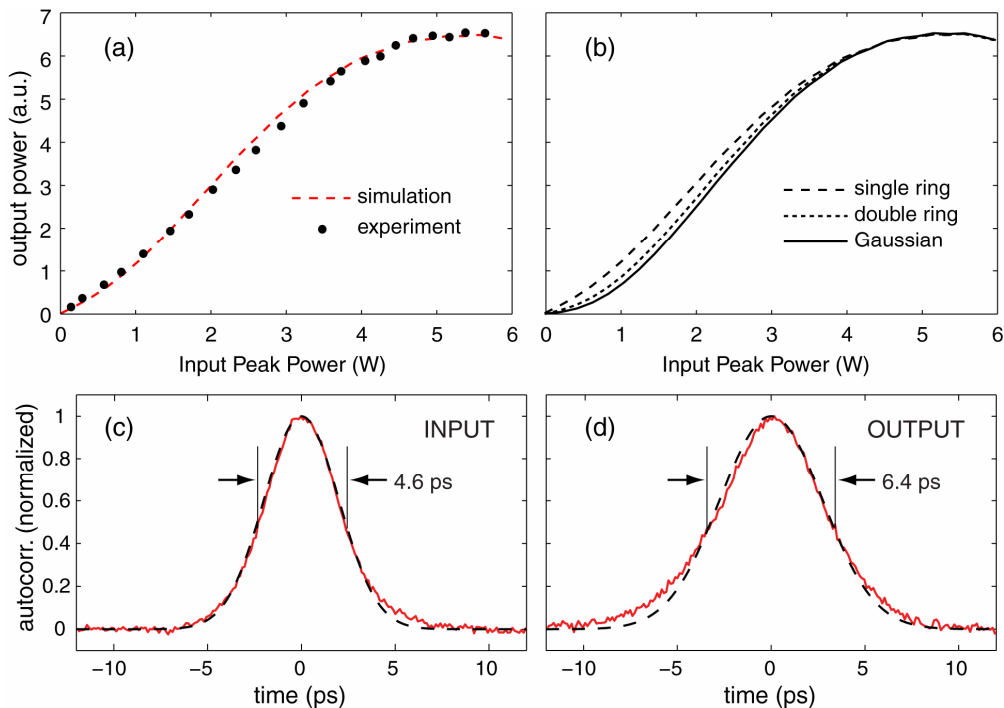 (a)
7
6
5
4
3
2
1
0
output power (a.u.)
simulation
experiment
0 1 2 3 4 5 6
Input Peak Power (W)
(b)
single ring
double ring
Gaussian
0 1 2 3 4 5 6
Input Peak Power (W)
(c)
INPUT
4.6 ps
1
0.8
0.6
0.4
0.2
0
autocorr. (normalized)
−10 −5 0 5 10
time (ps)
(d)
OUTPUT
6.4 ps
−10 −5 0 5 10
time (ps)